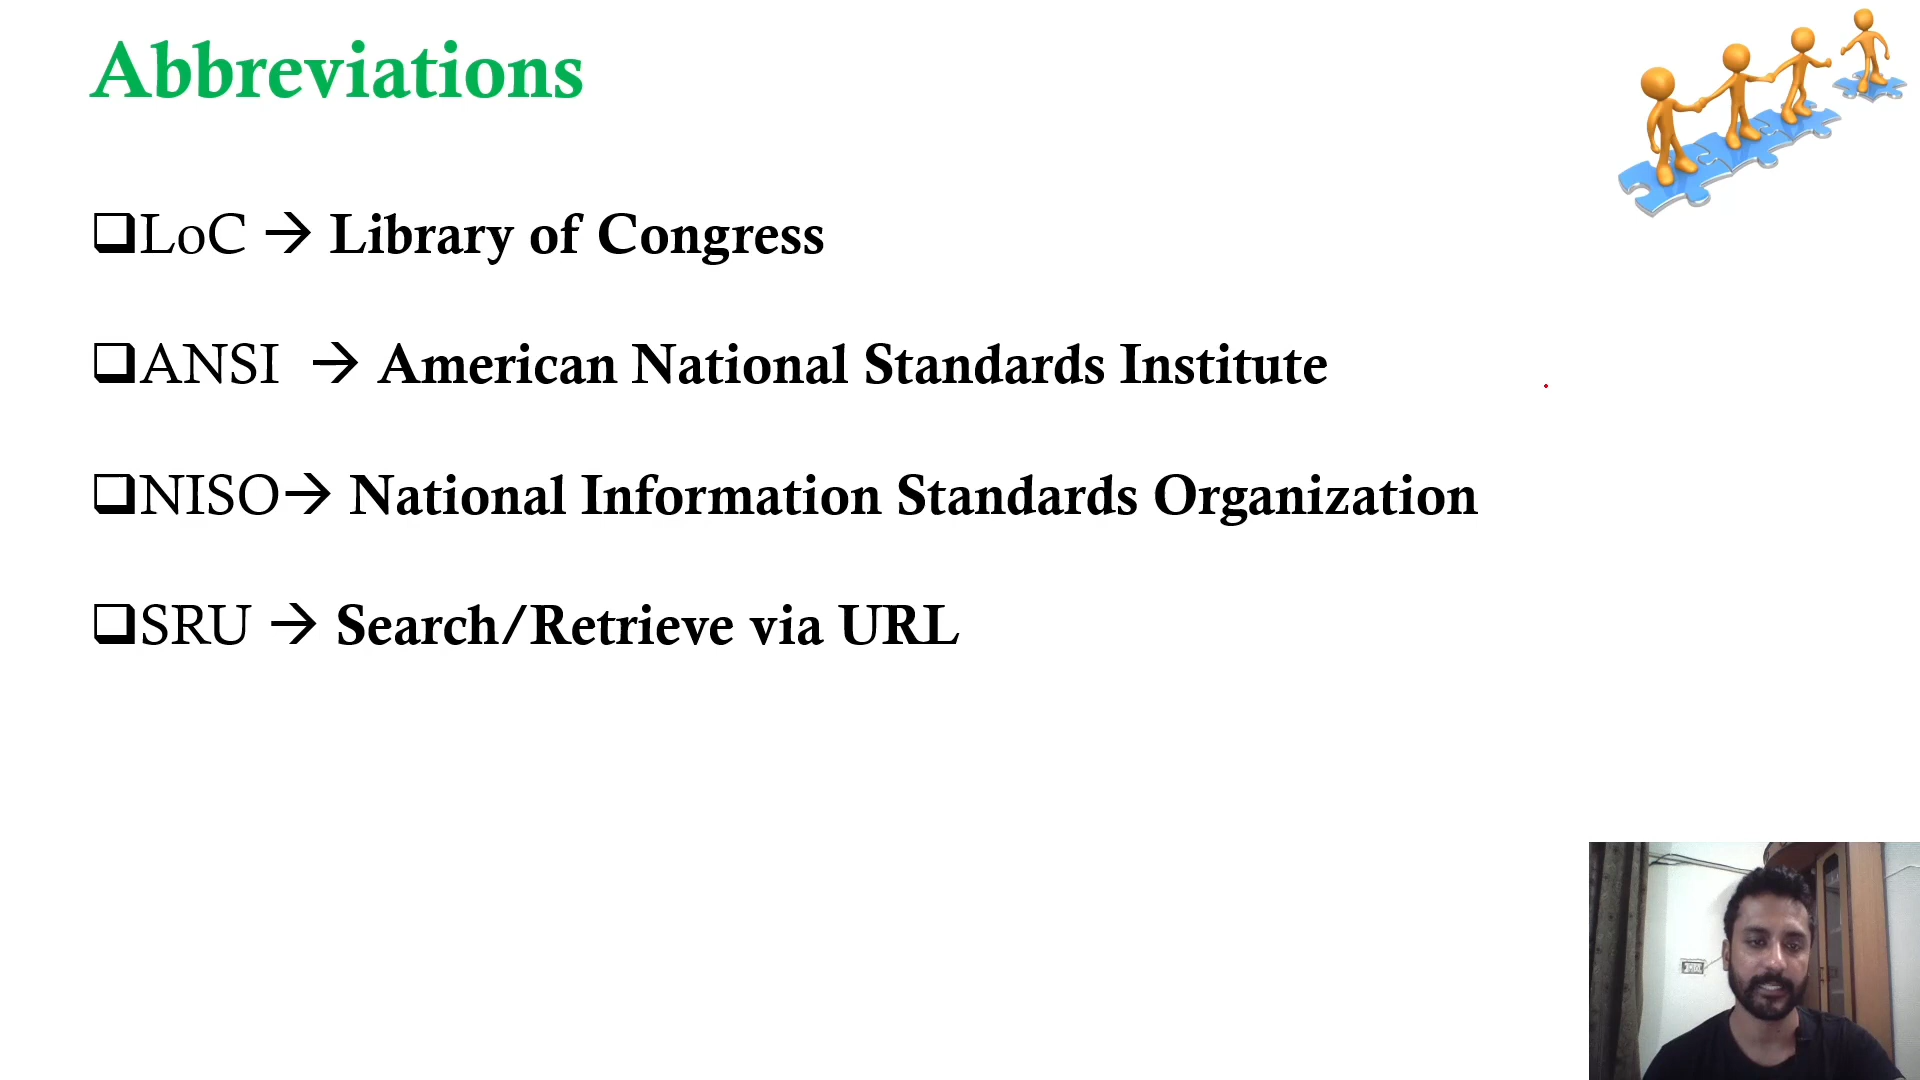 Abbreviations
❑LoC → Library of Congress
❑ANSI → American National Standards Institute
❑NISO→ National Information Standards Organization
❑SRU → Search/Retrieve via URL